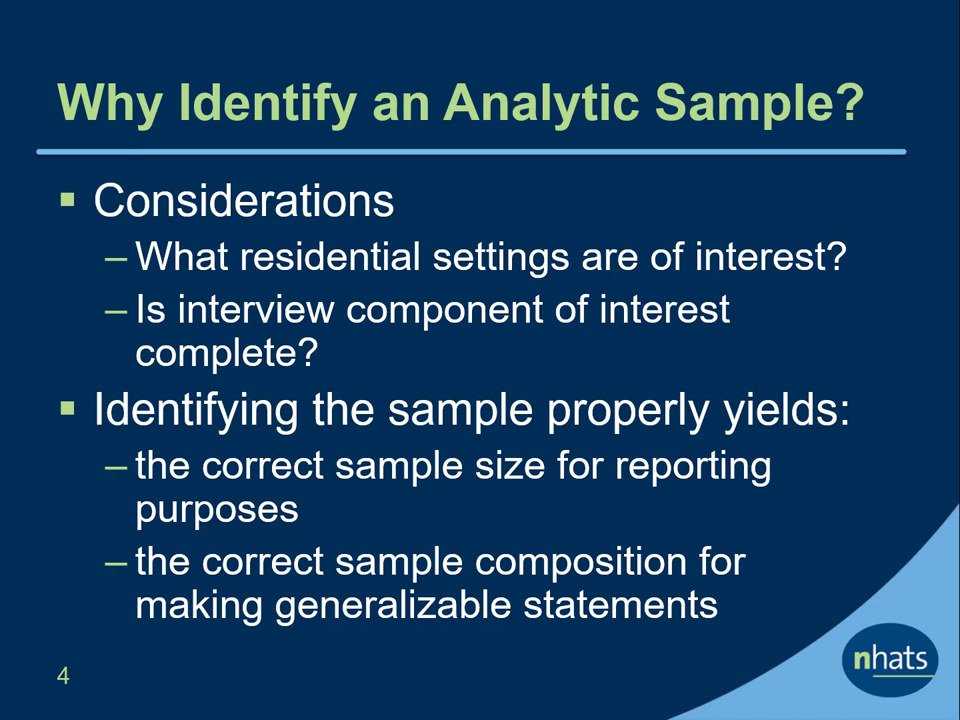 Why Identify an Analytic Sample?
▪ Considerations
– What residential settings are of interest?
– Is interview component of interest
complete?
▪ Identifying the sample properly yields:
– the correct sample size for reporting
purposes
– the correct sample composition for
making generalizable statements
4
nhats